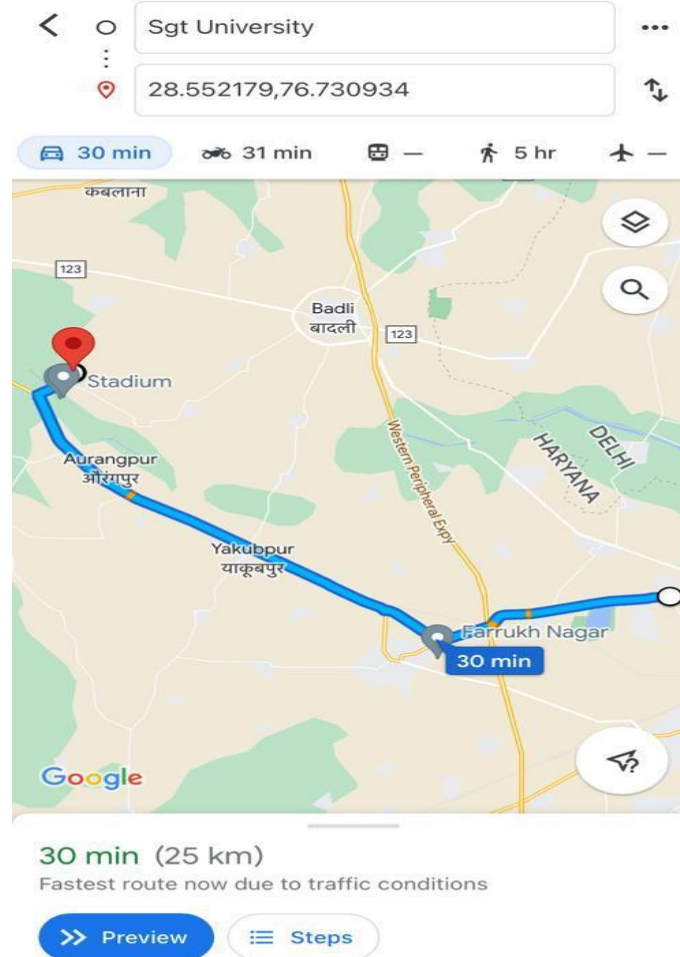 Sgt University
28.552179,76.730934
30 min
31 min
—
5 hr
—
कबलाना
123
Badli
बादली
123
Stadium
Western Peripheral Expy
DELHI
HARYANA
Aurangpur
औरंगपुर
Yakubpur
याकूबपुर
Farrukh Nagar
30 min
Google
30 min (25 km)
Fastest route now due to traffic conditions
Preview
Steps